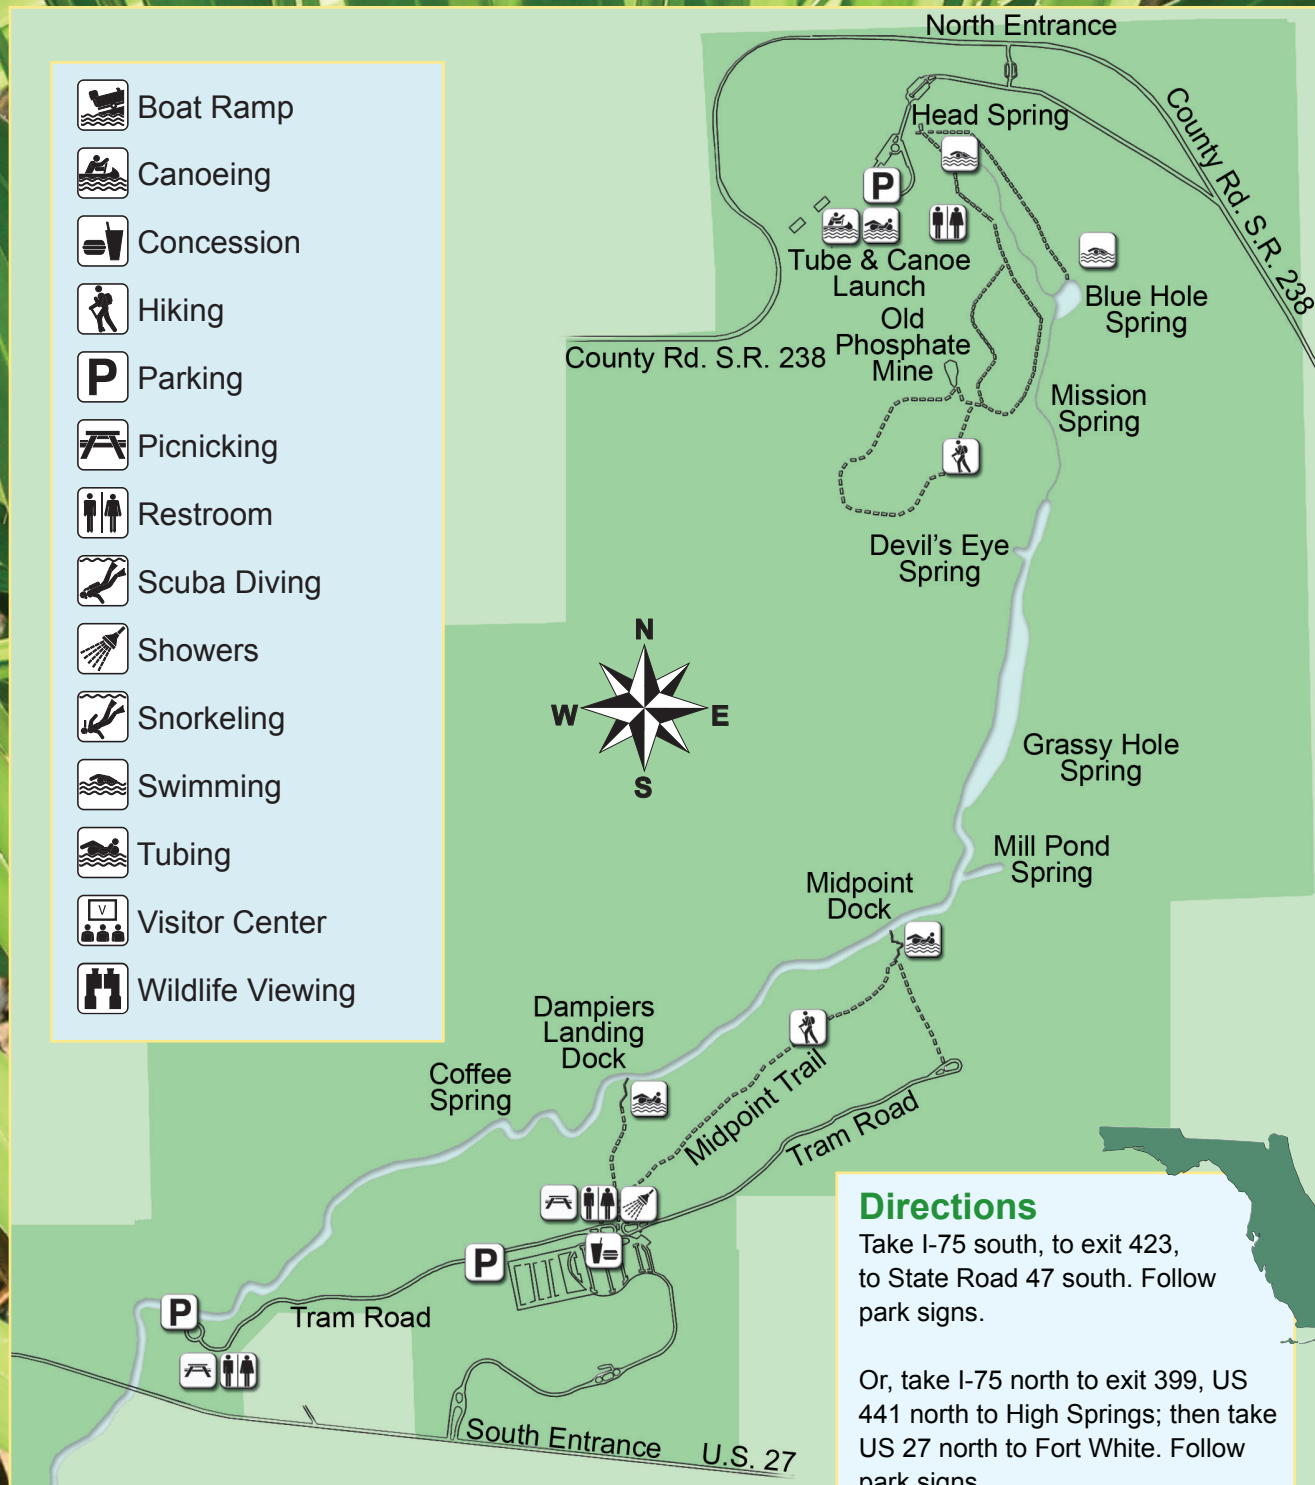 Boat Ramp
Canoeing
Concession
Hiking
P Parking
Picnicking
Restroom
Scuba Diving
Showers
Snorkeling
Swimming
Tubing
V
Visitor Center
Wildlife Viewing
North Entrance
County Rd. S.R. 238
Head Spring
P
Tube & Canoe
Launch
Blue Hole
Spring
County Rd. S.R. 238
Old
Phosphate
Mine
Mission
Spring
Devil's Eye
Spring
N
W
E
S
Grassy Hole
Spring
Mill Pond
Spring
Midpoint
Dock
Dampiers
Landing
Dock
Coffee
Spring
Midpoint Trail
Tram Road
P
P
Tram Road
South Entrance
U.S. 27
Directions
Take I-75 south, to exit 423,
to State Road 47 south. Follow
park signs.
Or, take I-75 north to exit 399, US
441 north to High Springs; then take
US 27 north to Fort White. Follow
park signs